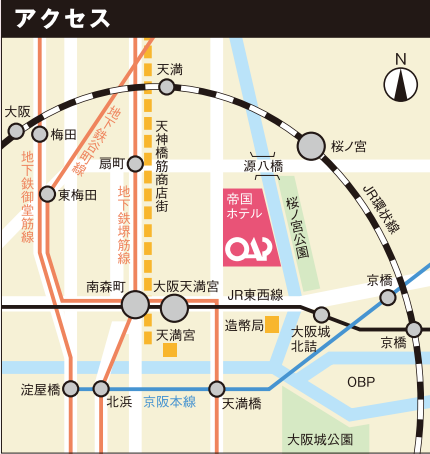 アクセス
N
天満
大阪
梅田
地下鉄谷町線
天神橋筋商店街
桜ノ宮
扇町
源八橋
地下鉄御堂筋線
東梅田
地下鉄堺筋線
帝国
ホテル
OAP
桜ノ宮公園
JR環状線
南森町
大阪天満宮
JR東西線
京橋
造幣局
大阪城
北詰
天満宮
京橋
淀屋橋
北浜
京阪本線
天満橋
OBP
大阪城公園